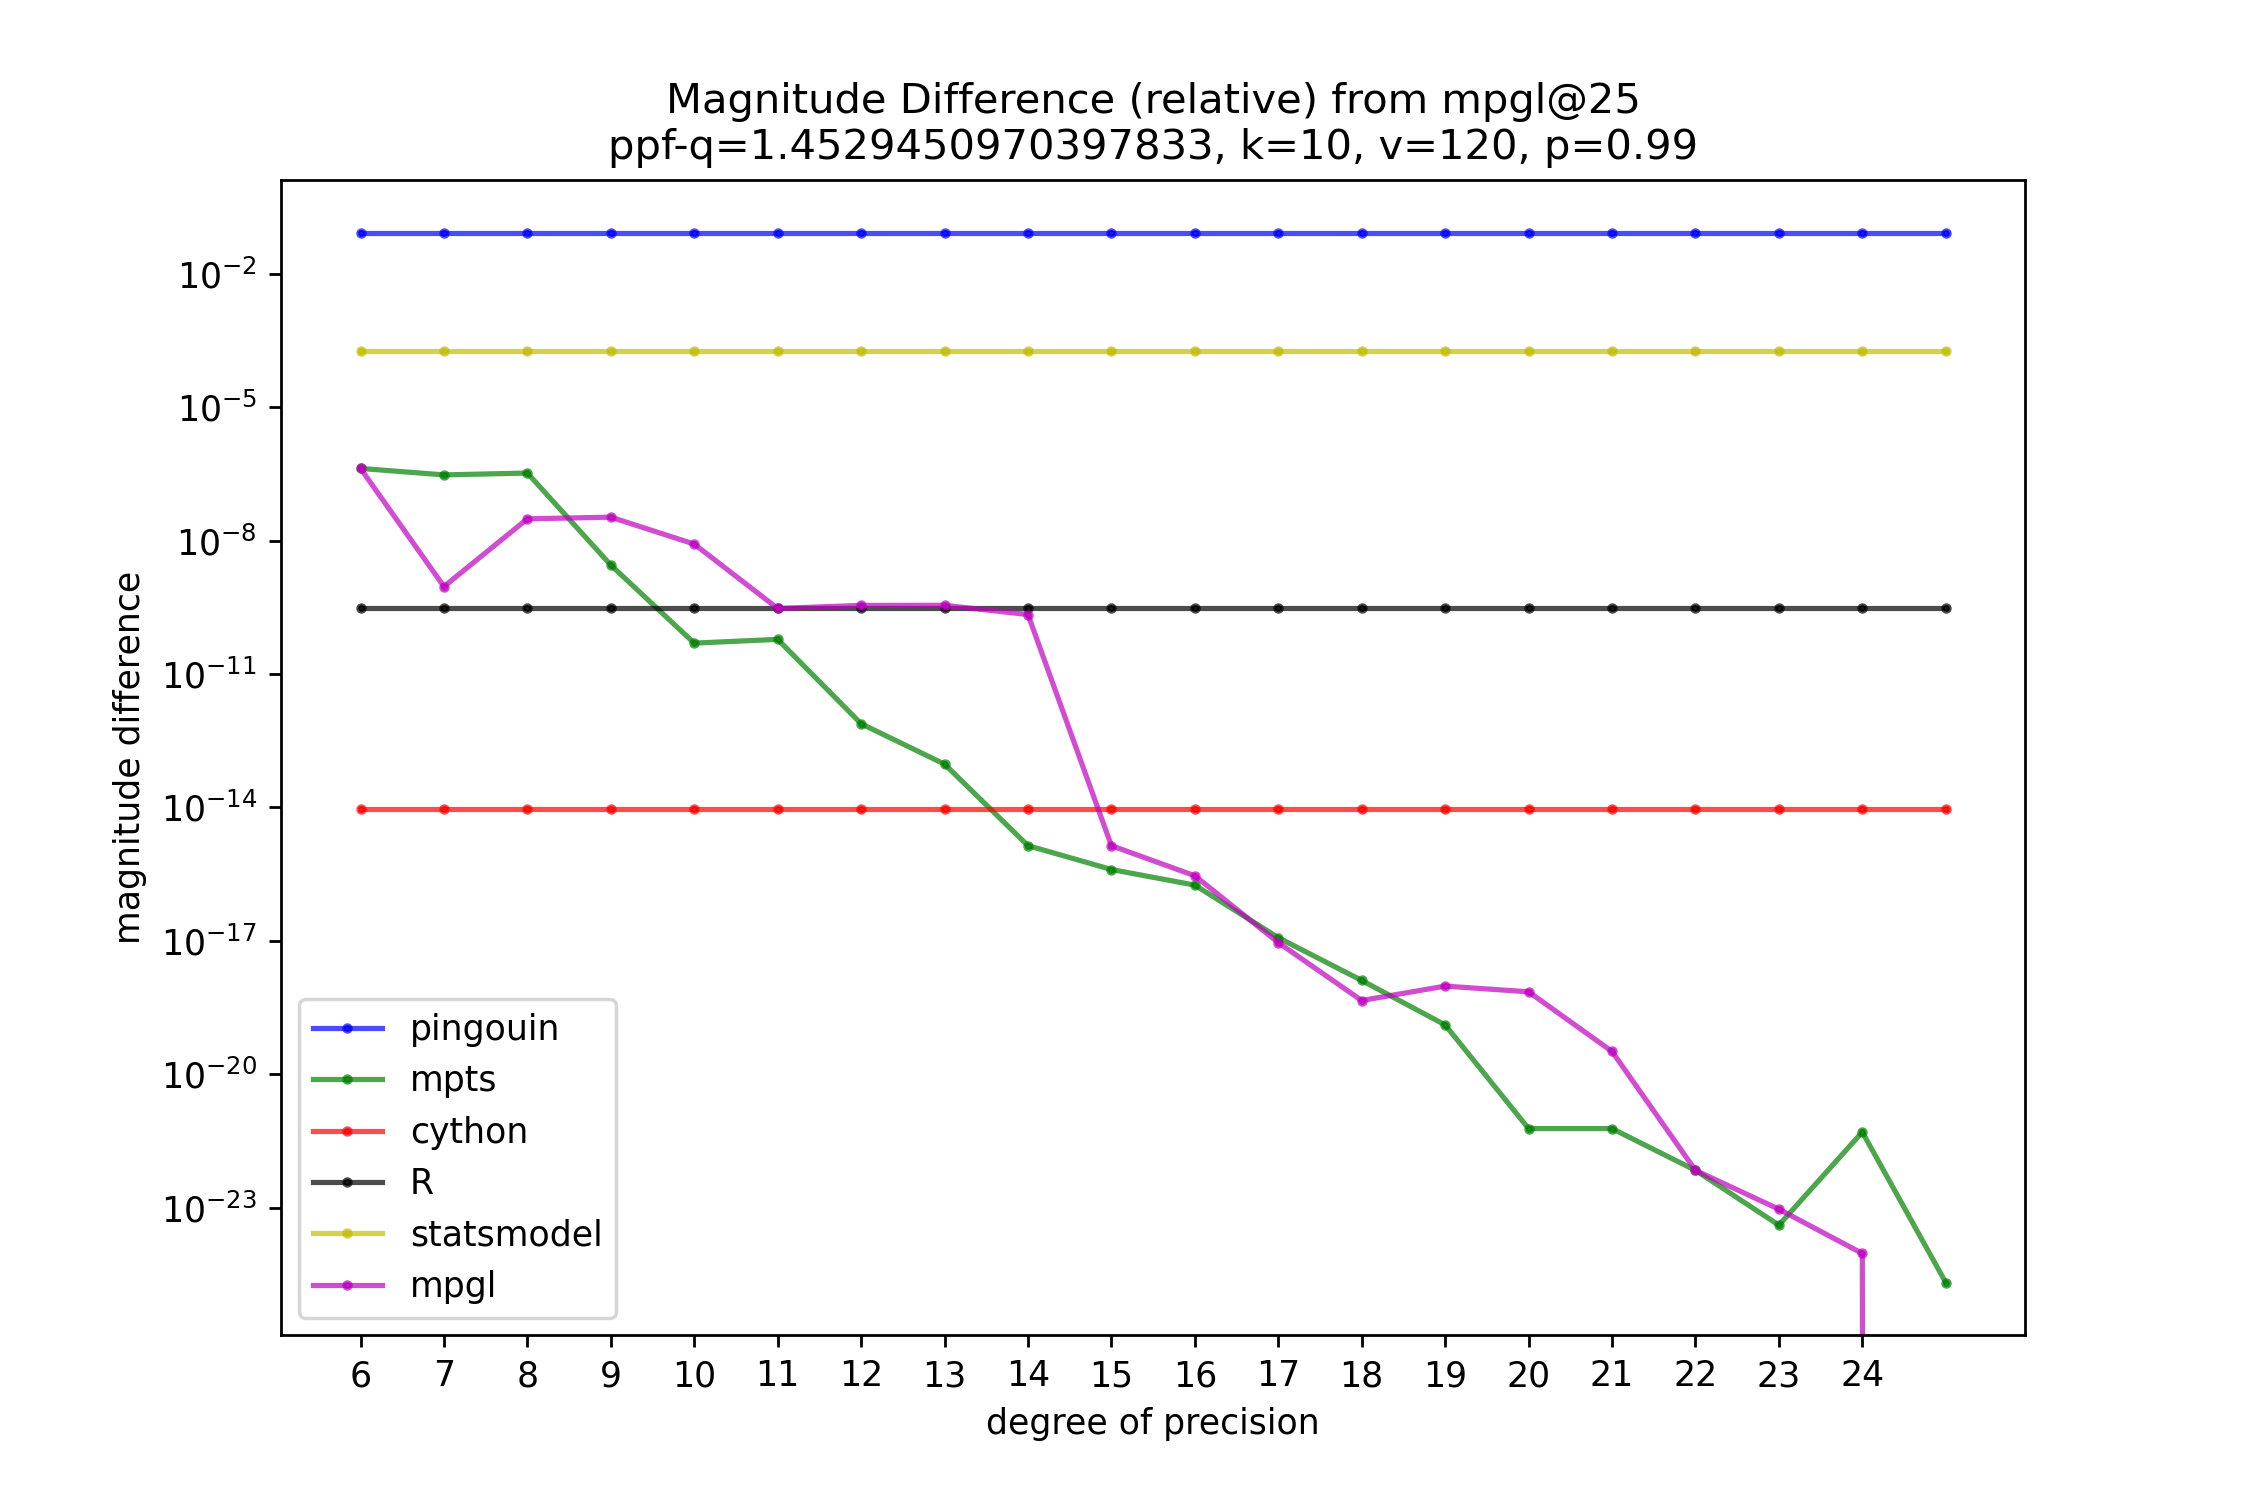 Magnitude Difference (relative) from mpgl@25
ppf-q=1.4529450970397833, k=10, v=120, p=0.99
magnitude difference
10⁻²
10⁻⁵
10⁻⁸
10⁻¹¹
10⁻¹⁴
10⁻¹⁷
10⁻²⁰
10⁻²³
pingouin
mpts
cython
R
statsmodel
mpgl
6 7 8 9 10 11 12 13 14 15 16 17 18 19 20 21 22 23 24
degree of precision